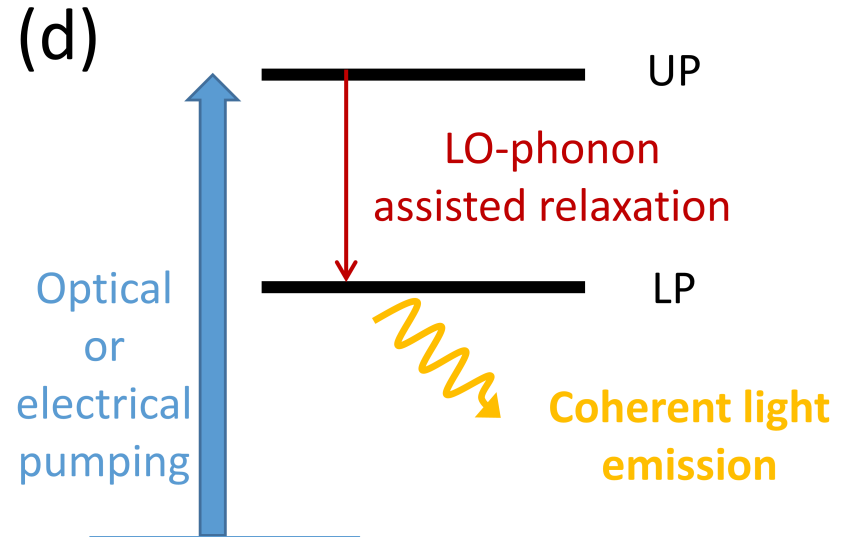 (d)
UP
LO-phonon
assisted relaxation
LP
Optical
or
electrical
pumping
Coherent light
emission